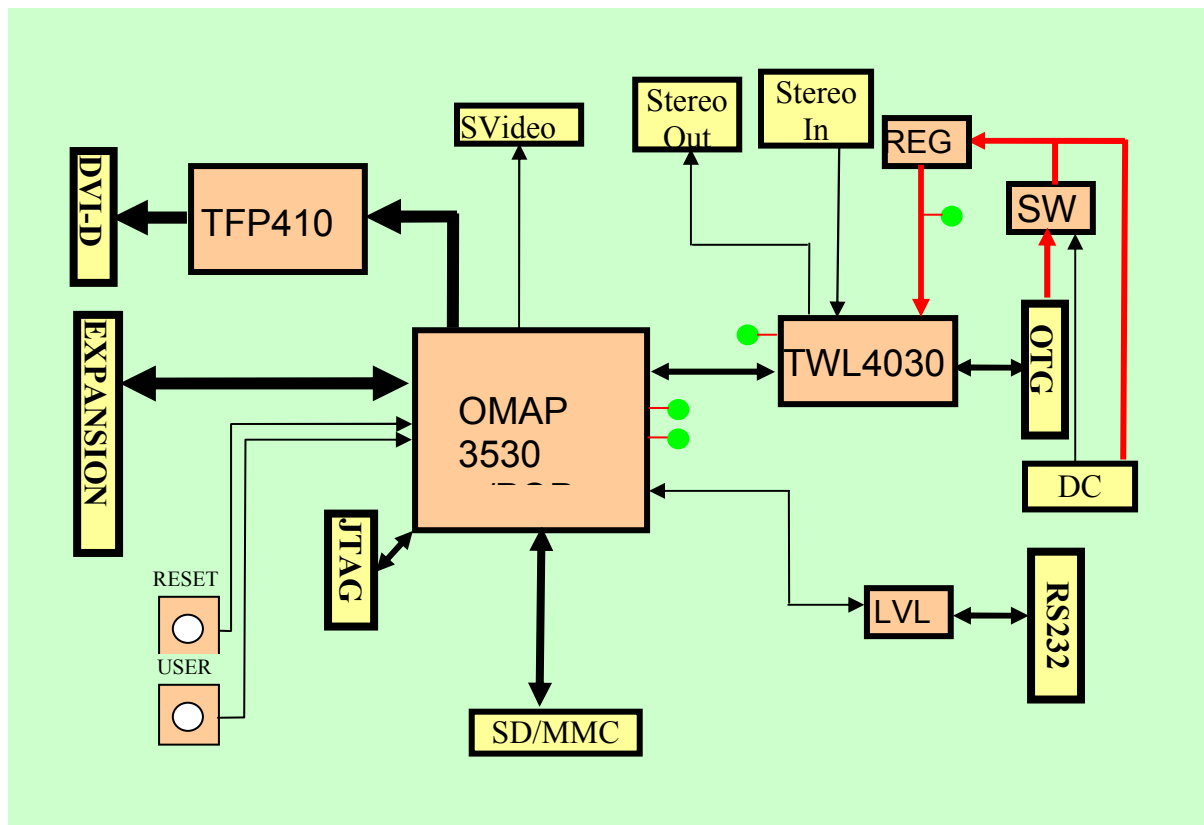 Stereo
Out
Stereo
In
SVideo
REG
DVI-D
TFP410
SW
EXPANSION
TWL4030
OTG
OMAP
3530
DC
JTAG
RESET
LVL
RS232
USER
SD/MMC